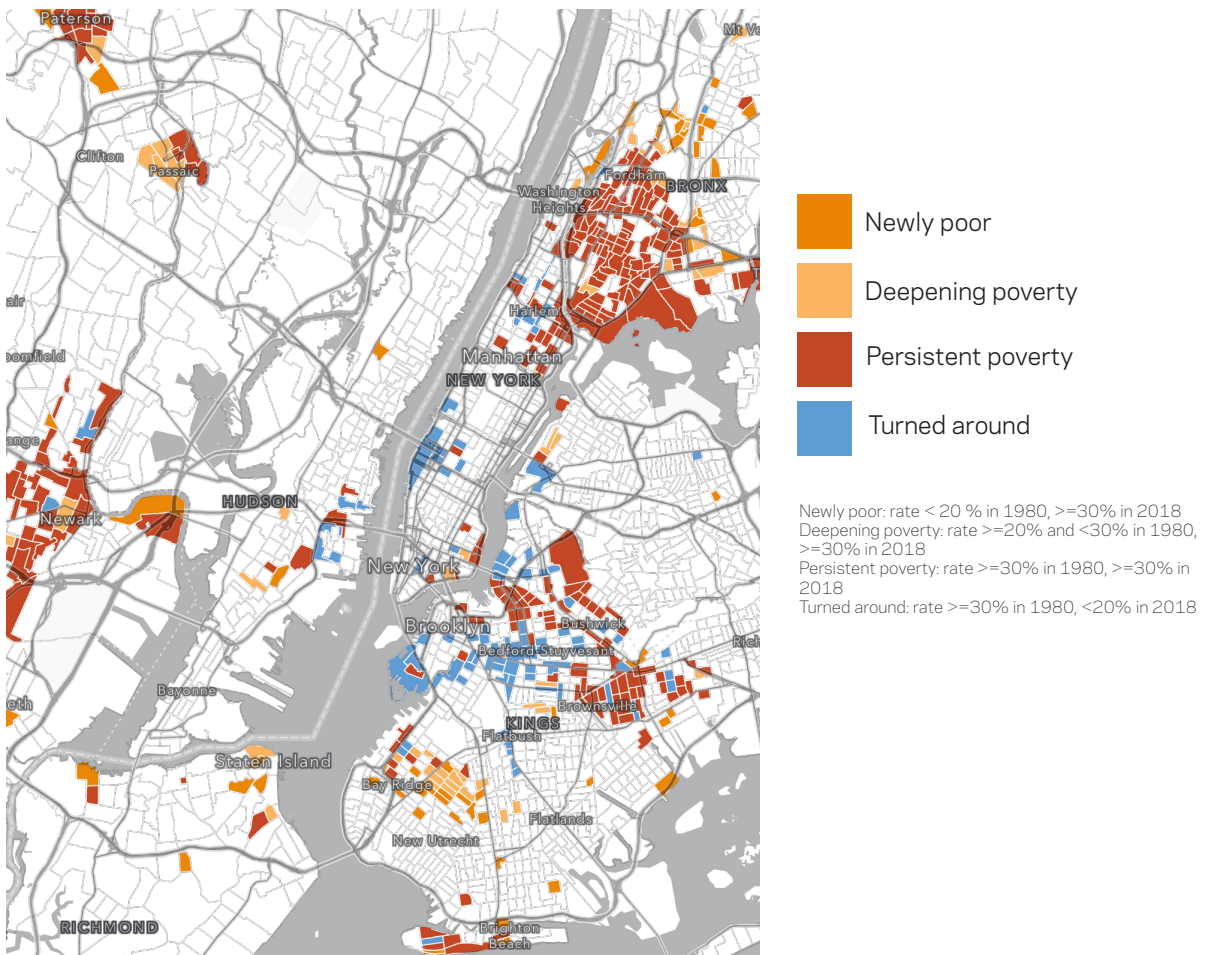 Paterson
Mt Ve
Clifton
Passaic
Fordham
BRONX
Washington
Heights
T
air
Harlem
oomfield
Manhattan
NEW YORK
ange
HUDSON
Newark
New York
Brooklyn
Bushwick
Bedford-Stuyvesant
Rich
Bayonne
eth
Brownsville
KINGS
Flatbush
Staten Island
Bay Ridge
Flatlands
New Utrecht
RICHMOND
Brighton
Beach
Newly poor
Deepening poverty
Persistent poverty
Turned around
Newly poor: rate < 20 % in 1980, >=30% in 2018
Deepening poverty: rate >=20% and <30% in 1980,
>=30% in 2018
Persistent poverty: rate >=30% in 1980, >=30% in
2018
Turned around: rate >=30% in 1980, <20% in 2018